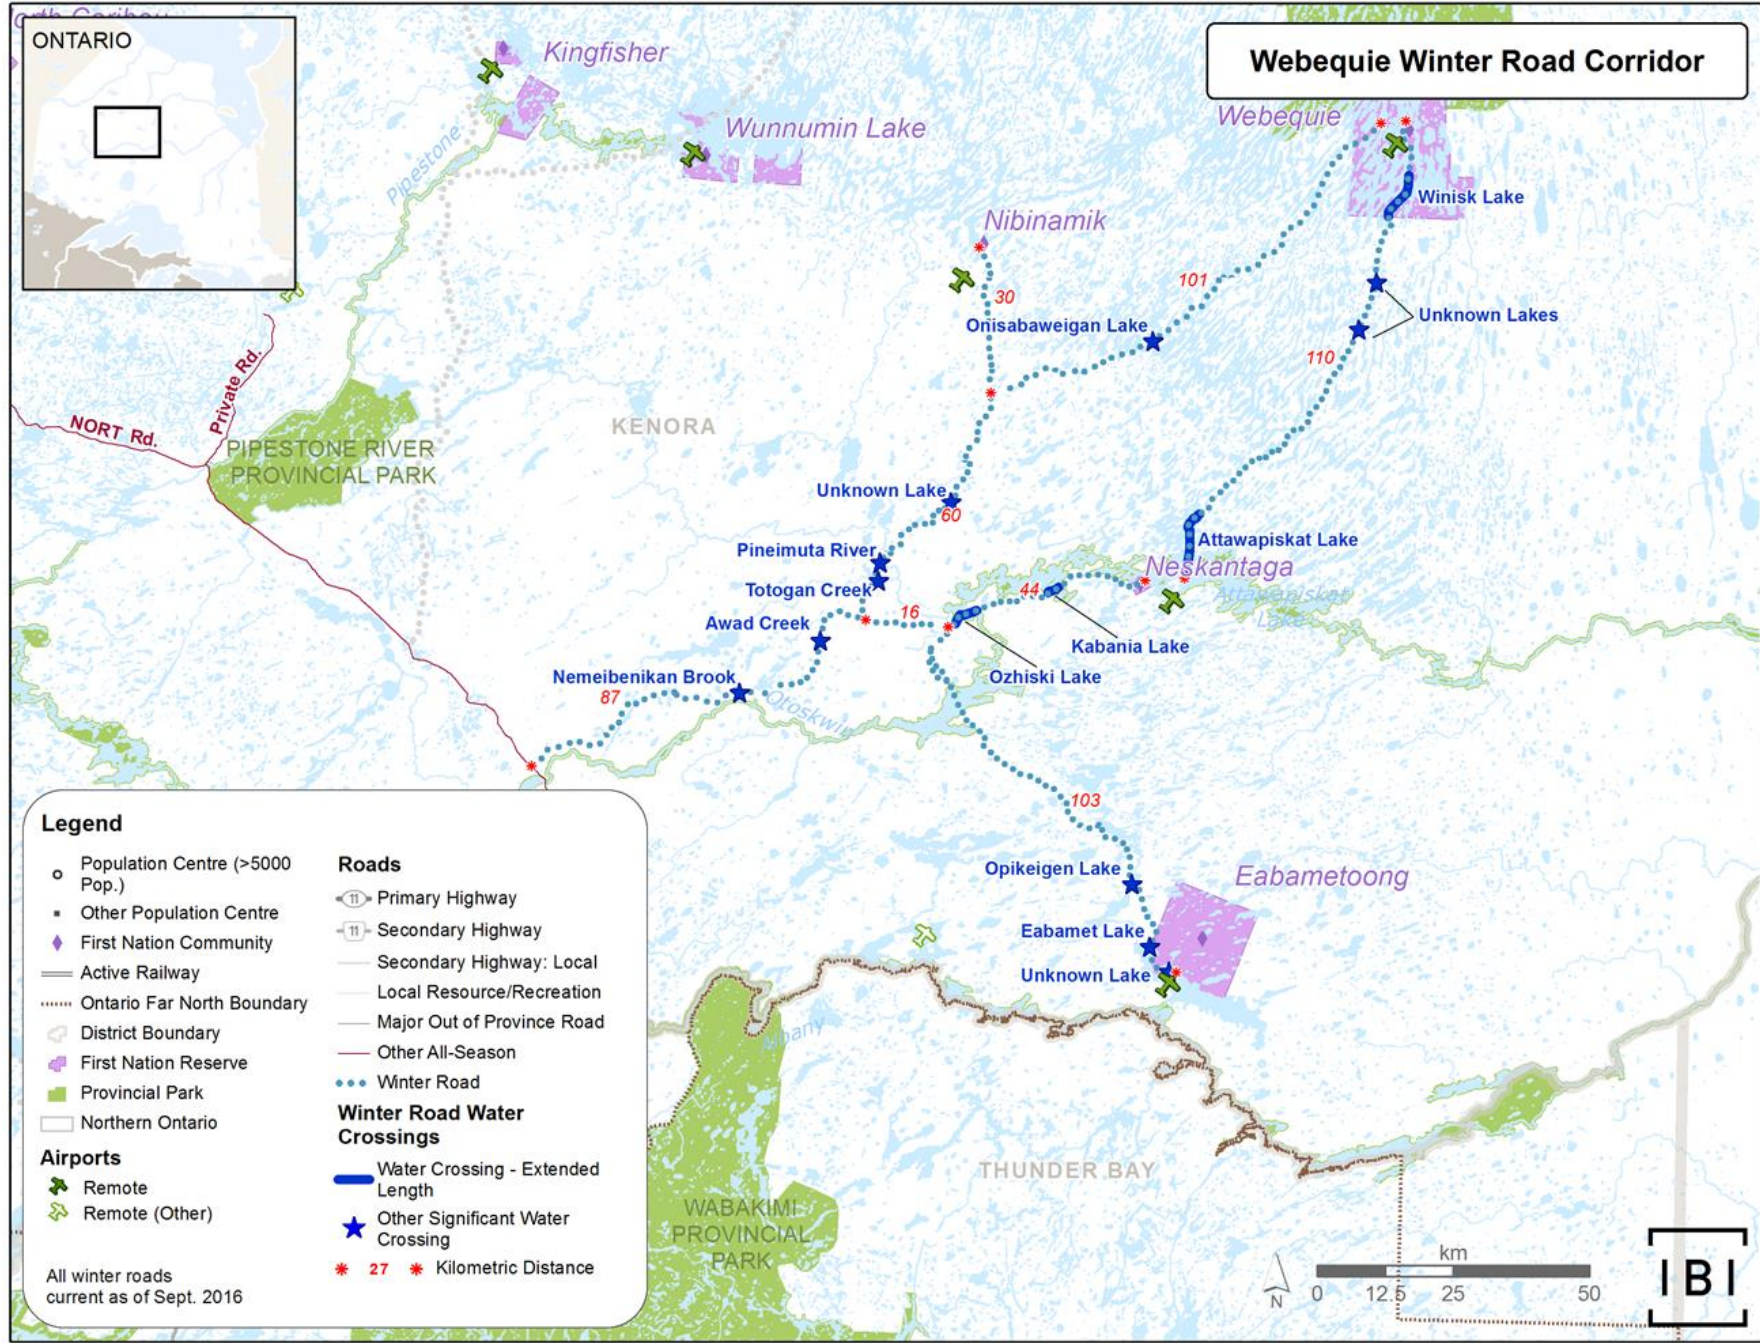 North Caribou
ONTARIO
Webequie Winter Road Corridor
Kingfisher
Wunnumin Lake
Webequie
Pipestone
Winisk Lake
Nibinamik
101
30
Onisabaweigan Lake
Unknown Lakes
110
Private Rd.
NORT Rd.
KENORA
PIPESTONE RIVER
PROVINCIAL PARK
Unknown Lake
60
Pineimuta River
Attawapiskat Lake
Neskantaga
Totogan Creek
44
Attawapiskat
Lake
16
Awad Creek
Kabania Lake
Nemeibenikan Brook
Ozhiski Lake
87
Otoskwin
103
Opikeigen Lake
Eabametoong
Eabamet Lake
Unknown Lake
Albany
THUNDER BAY
WABAKIMI
PROVINCIAL
PARK
Legend
Population Centre (>5000
Pop.)
Other Population Centre
First Nation Community
Active Railway
Ontario Far North Boundary
District Boundary
First Nation Reserve
Provincial Park
Northern Ontario
Airports
Remote
Remote (Other)
All winter roads
current as of Sept. 2016
Roads
11 Primary Highway
11 Secondary Highway
Secondary Highway: Local
Local Resource/Recreation
Major Out of Province Road
Other All-Season
Winter Road
Winter Road Water
Crossings
Water Crossing - Extended
Length
Other Significant Water
Crossing
27 Kilometric Distance
km
0 12.5 25 50
N
IBI